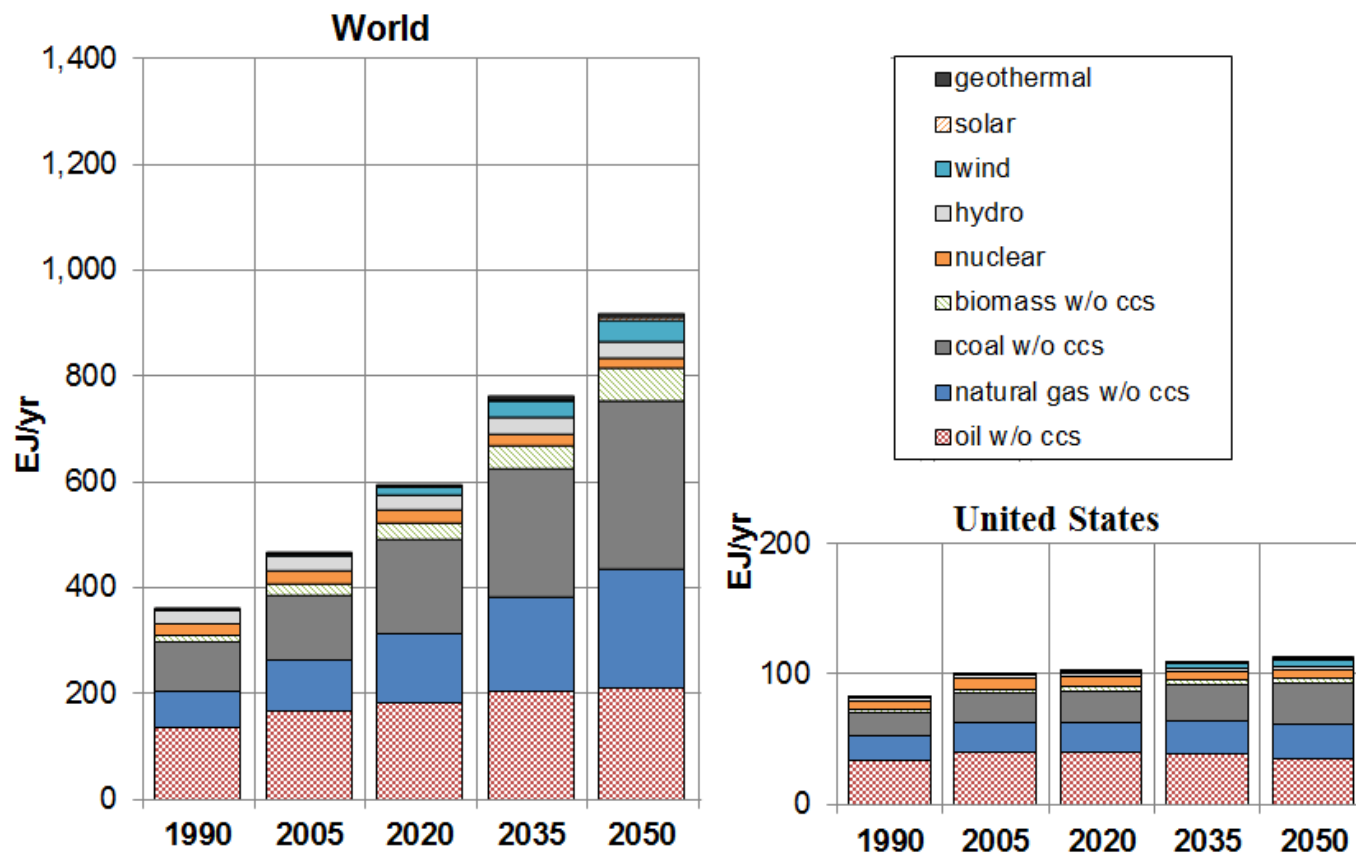 World
1,400
1,200
1,000
800
600
400
200
0
EJ/yr
1990 2005 2020 2035 2050
geothermal
solar
wind
hydro
nuclear
biomass w/o ccs
coal w/o ccs
natural gas w/o ccs
oil w/o ccs
United States
200
100
0
EJ/yr
1990 2005 2020 2035 2050